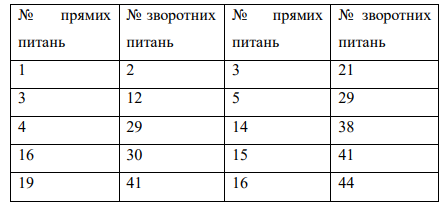 № прямих питань № зворотних питань № прямих питань № зворотних питань
1 2 3 21
3 12 5 29
4 29 14 38
16 30 15 41
19 41 16 44